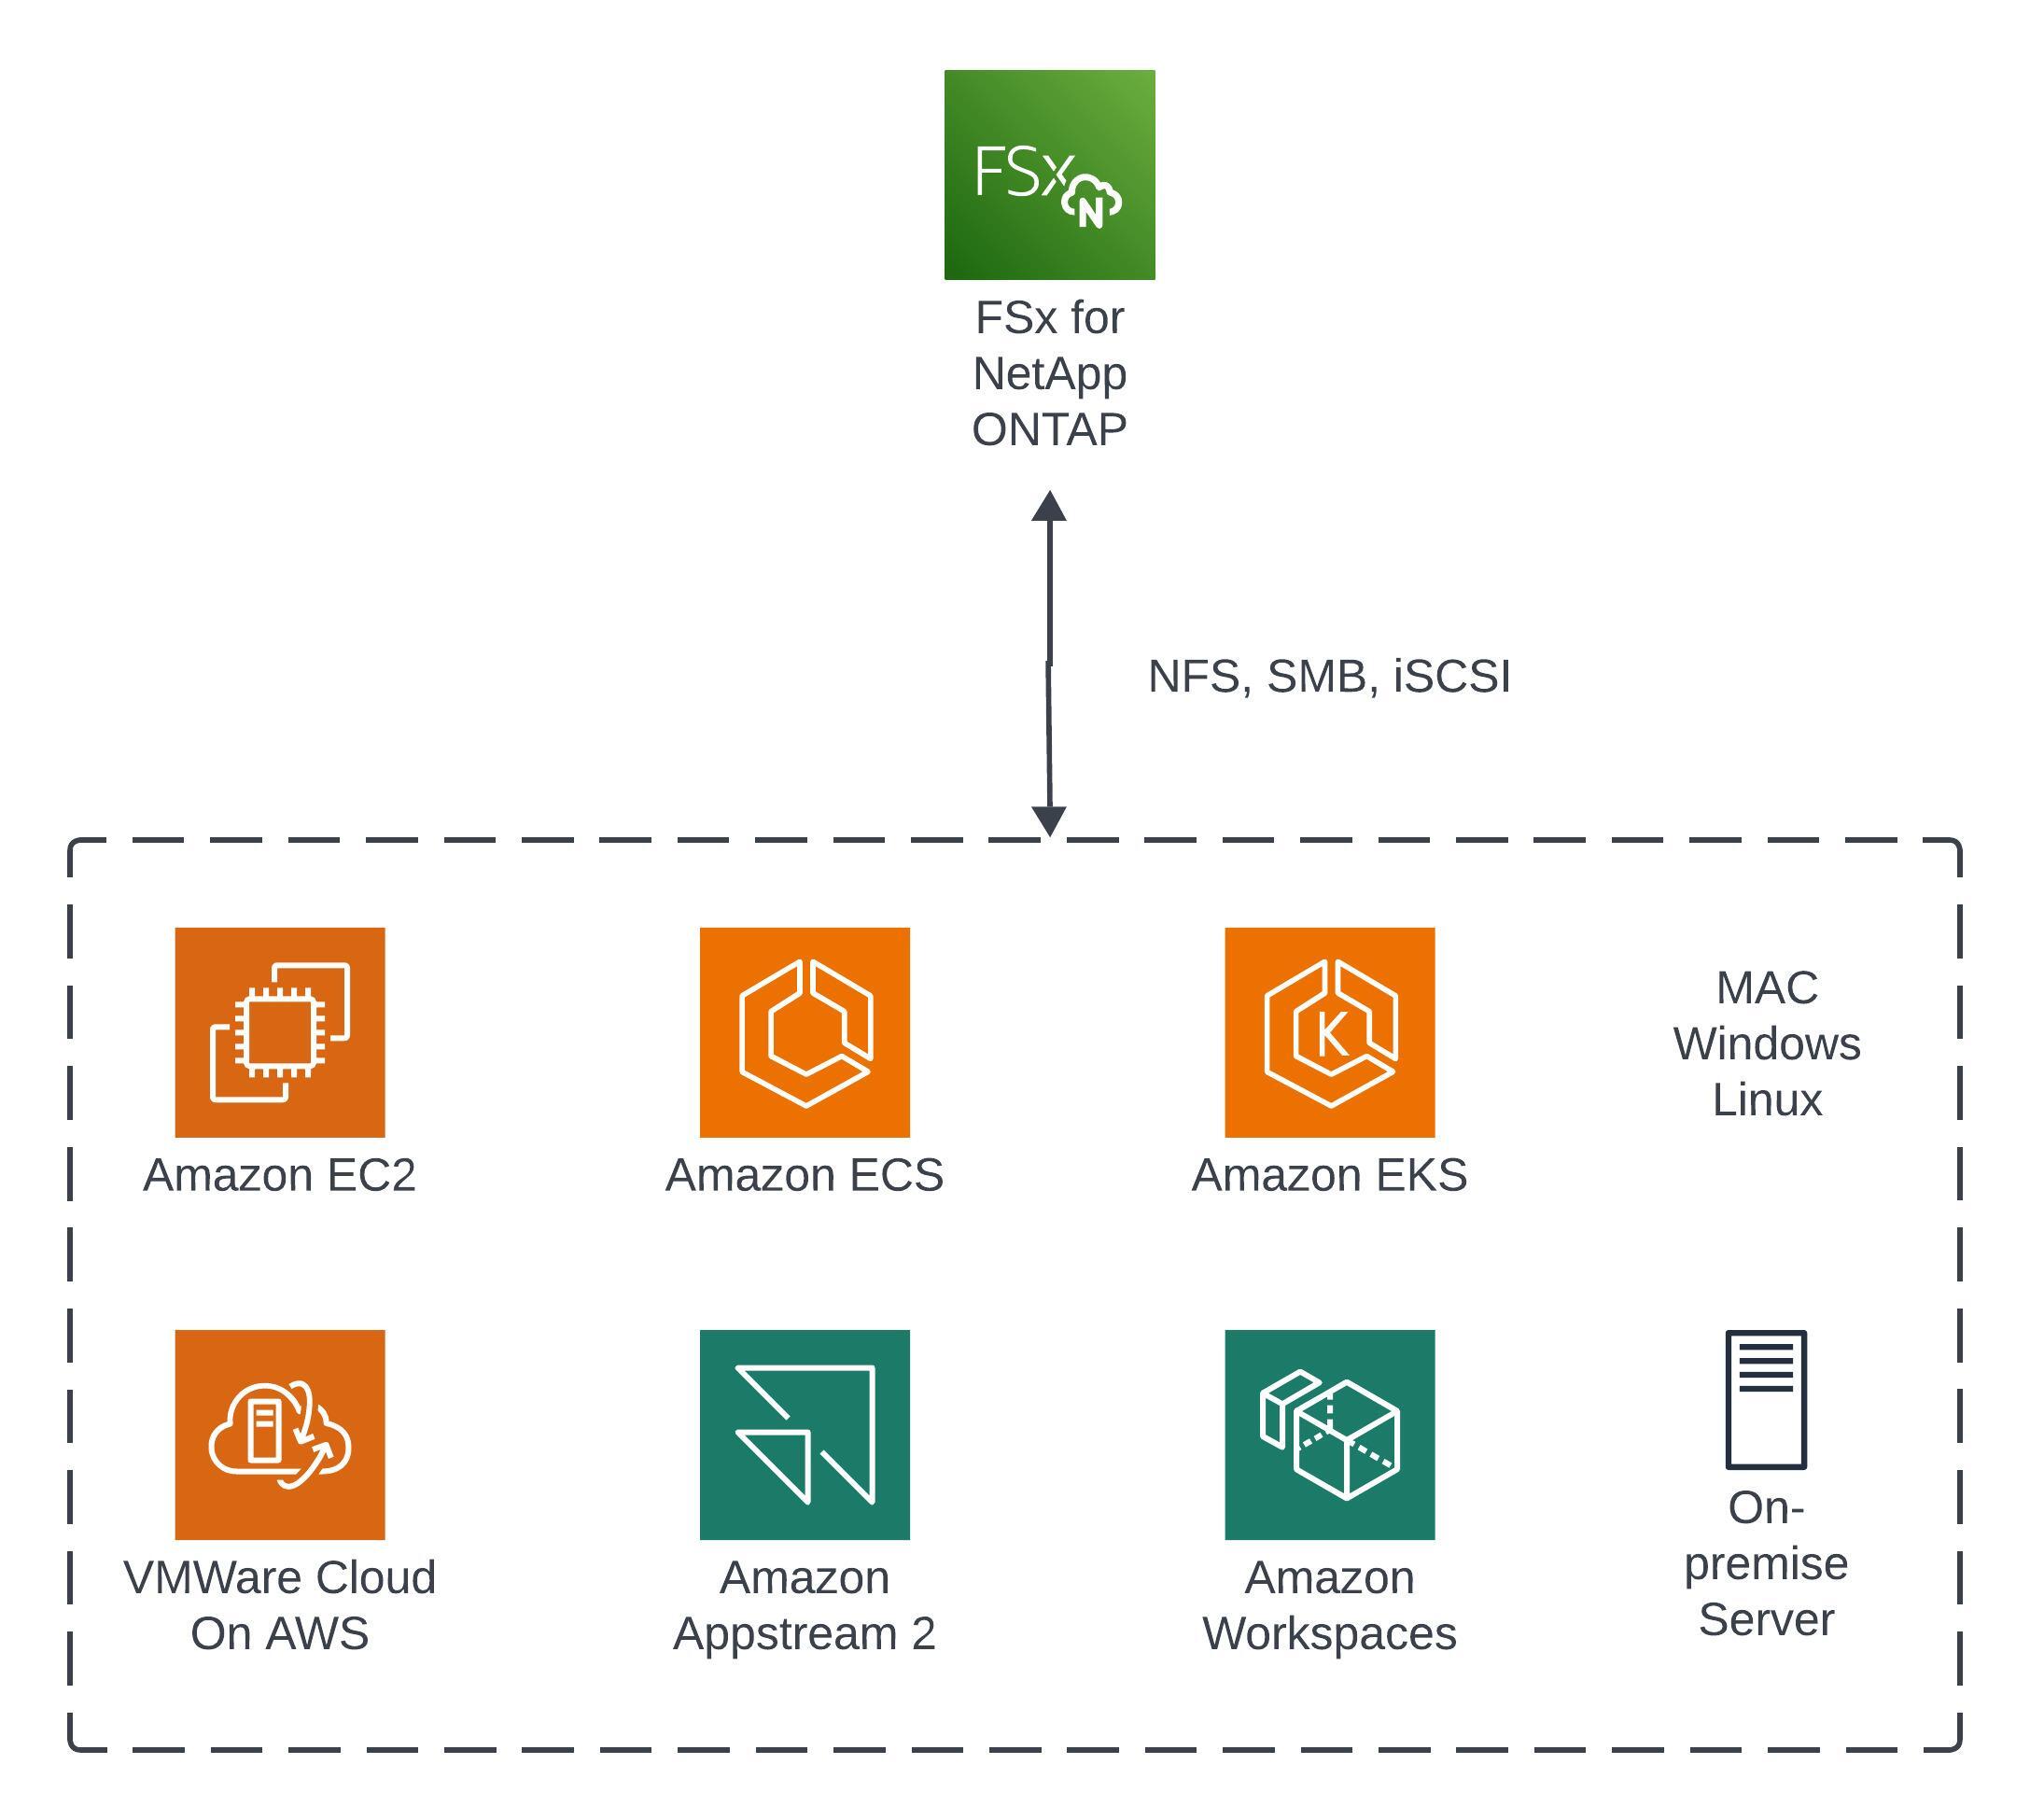 FSx
N
FSx for
NetApp
ONTAP
NFS, SMB, iSCSI
K
MAC
Windows
Linux
Amazon EC2
Amazon ECS
Amazon EKS
VMWare Cloud
On AWS
Amazon
Appstream 2
Amazon
Workspaces
On-
premise
Server